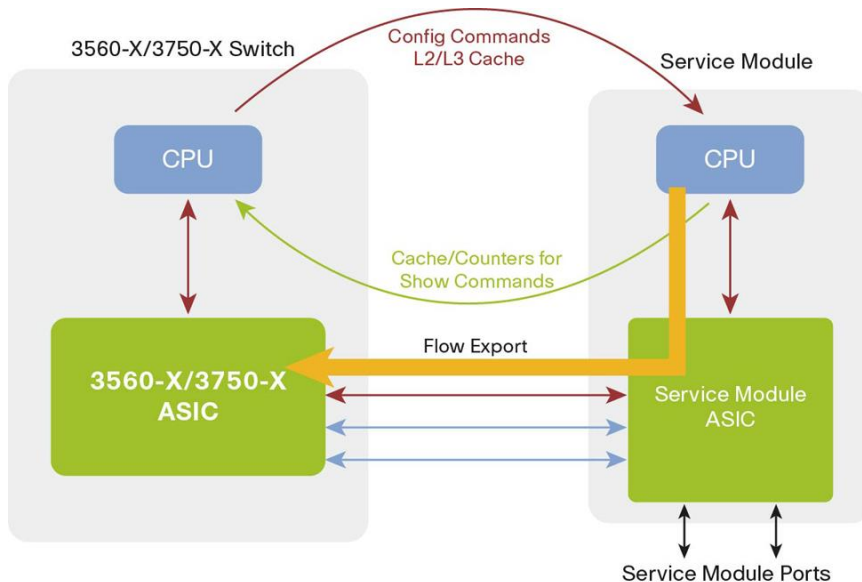 3560-X/3750-X Switch
Config Commands
L2/L3 Cache
Service Module
CPU
CPU
Cache/Counters for
Show Commands
Flow Export
3560-X/3750-X
ASIC
Service Module
ASIC
Service Module Ports